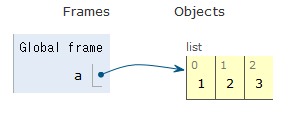 Frames Objects
Global frame
list
a
0 1 2
1 2 3